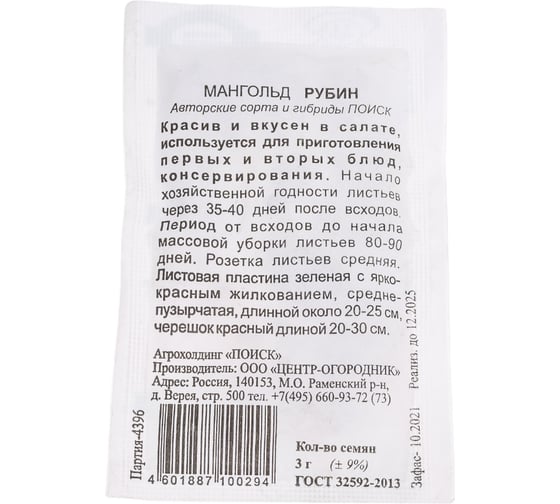 МАНГОЛЬД РУБИН
Авторские сорта и гибриды ПОИСК
Красив и вкусен в салате,
используется для приготовления
первых и вторых блюд,
консервирования. Начало
хозяйственной годности листьев
через 35-40 дней после всходов.
Период от всходов до начала
массовой уборки листьев 80-90
дней. Розетка листьев средняя.
Листовая пластина зеленая с ярко-
красным жилкованием, средне-
пузырчатая, длинной около 20-25 см,
черешок красный длиной 20-30 см.
Агрохолдинг «ПОИСК»
Производитель: ООО «ЦЕНТР-ОГОРОДНИК»
Адрес: Россия, 140153, М.О. Раменский р-н,
д. Верея, стр. 500 тел. +7(495) 660-93-72 (73)
Партия-4396
4 601887 100294
Кол-во семян
3 г (± 9%)
ГОСТ 32592-2013
Зафас- 10.2021
Реализ. до 12.2025